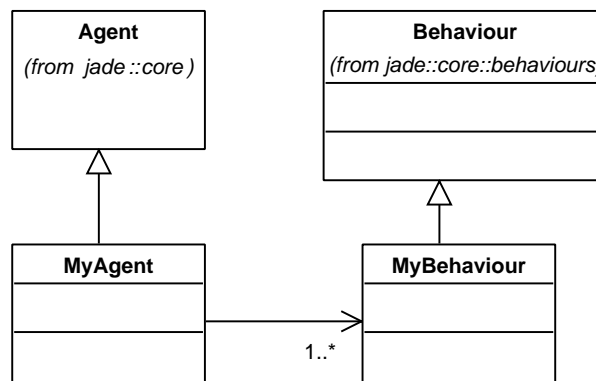 Agent
(from jade::core)
Behaviour
(from jade::core::behaviours)
MyAgent
MyBehaviour
1..*